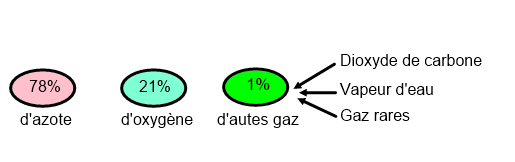 78%
d'azote
21%
d'oxygène
1%
d'autes gaz
Dioxyde de carbone
Vapeur d'eau
Gaz rares